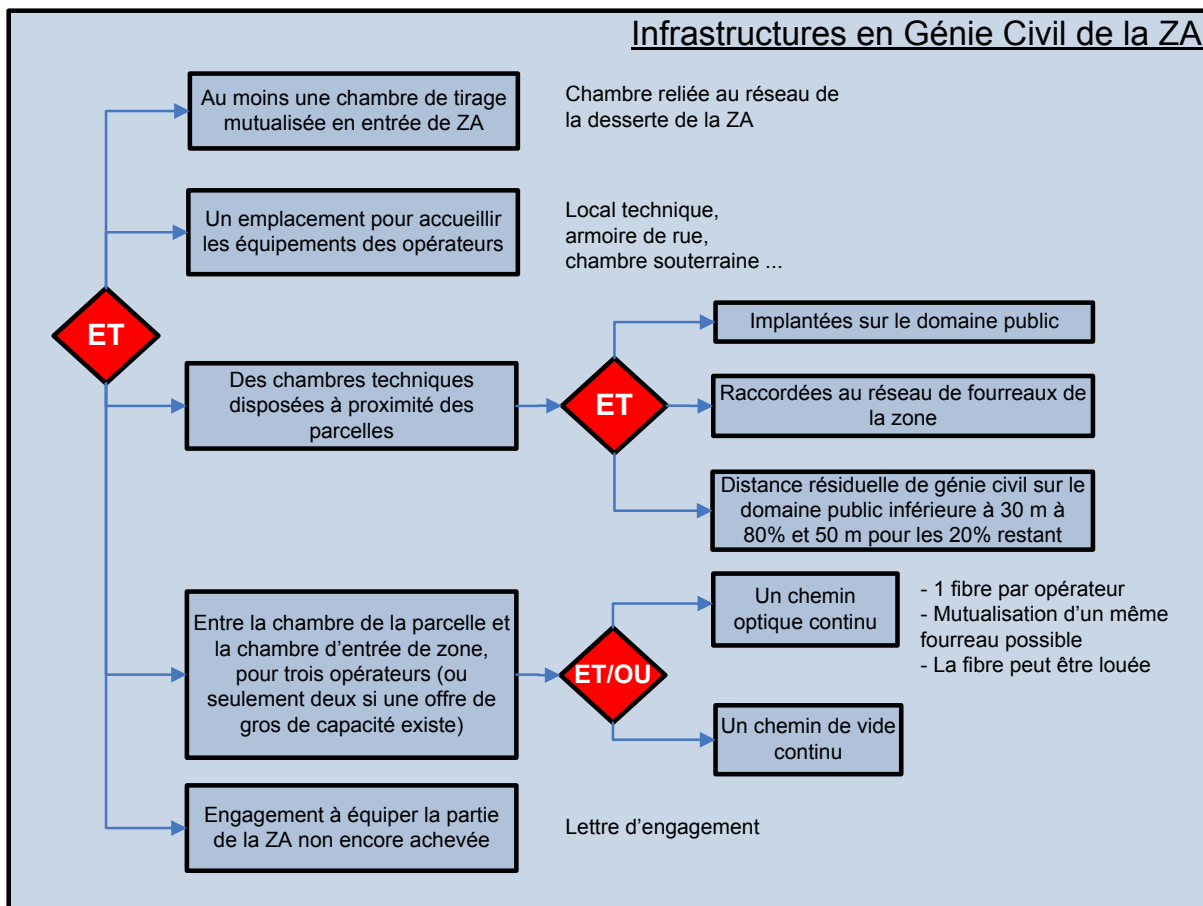 Infrastructures en Génie Civil de la ZA
Au moins une chambre de tirage
mutualisée en entrée de ZA
Chambre reliée au réseau de
la desserte de la ZA
Un emplacement pour accueillir
les équipements des opérateurs
Local technique,
armoire de rue,
chambre souterraine ...
ET
Des chambres techniques
disposées à proximité des
parcelles
ET
Implantées sur le domaine public
Raccordées au réseau de fourreaux de
la zone
Distance résiduelle de génie civil sur le
domaine public inférieure à 30 m à
80% et 50 m pour les 20% restant
Entre la chambre de la parcelle et
la chambre d'entrée de zone,
pour trois opérateurs (ou
seulement deux si une offre de
gros de capacité existe)
ET/OU
Un chemin
optique continu
- 1 fibre par opérateur
- Mutualisation d'un même
fourreau possible
- La fibre peut être louée
Un chemin de vide
continu
Engagement à équiper la partie
de la ZA non encore achevée
Lettre d'engagement